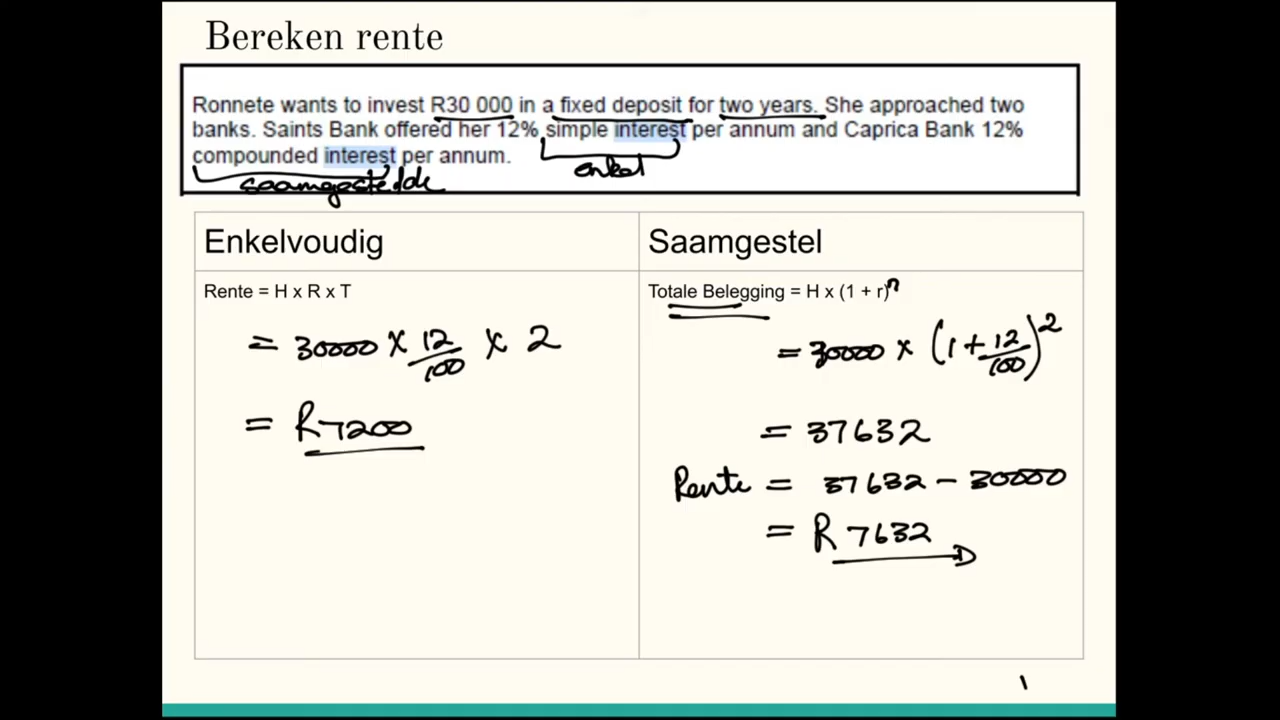 Bereken rente
Ronnete wants to invest R30 000 in a fixed deposit for two years. She approached two
banks. Saints Bank offered her 12% simple interest per annum and Caprica Bank 12%
compounded interest per annum.
enkel
saamgestelde
Enkelvoudig
Rente = H x R x T
= 30000 x 12/100 x 2
= R7200
Saamgestel
Totale Belegging = H x (1 + r)^n
= 30000 x (1 + 12/100)^2
= 37632
Rente = 37632 - 30000
= R 7632